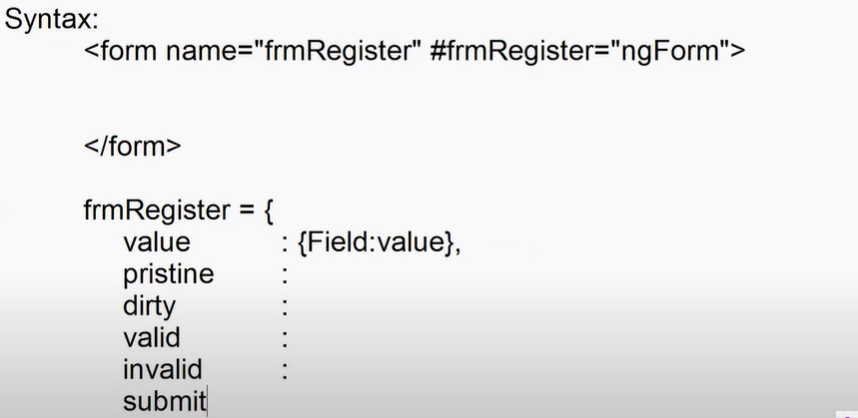 Syntax:
<form name="frmRegister" #frmRegister="ngForm">
</form>
frmRegister = {
value : {Field:value},
pristine :
dirty :
valid :
invalid :
submit